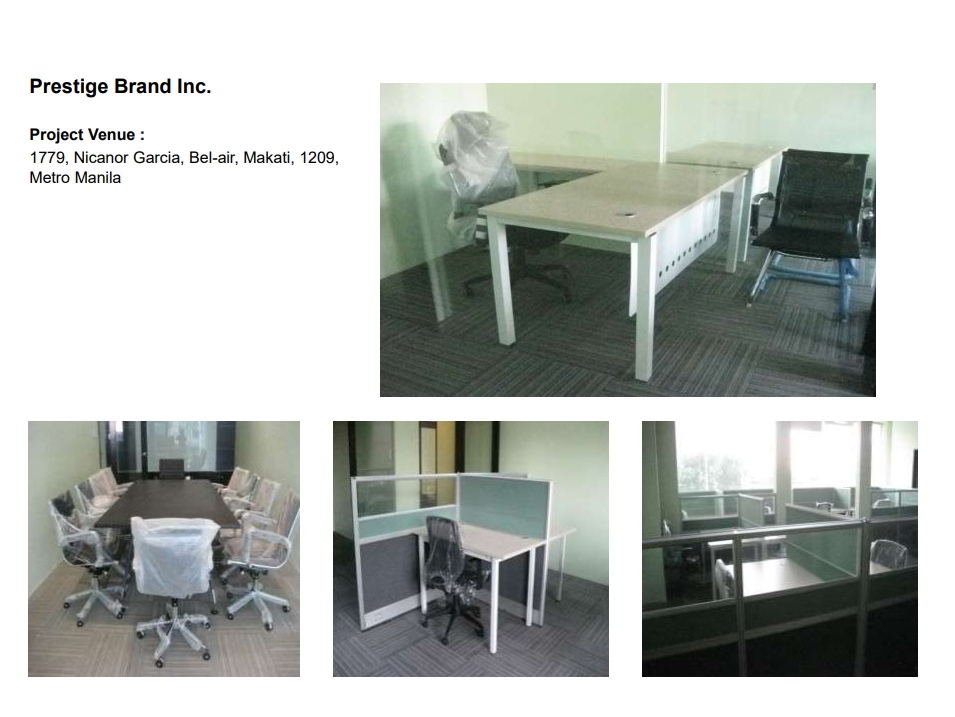 Prestige Brand Inc.
Project Venue :
1779, Nicanor Garcia, Bel-air, Makati, 1209,
Metro Manila